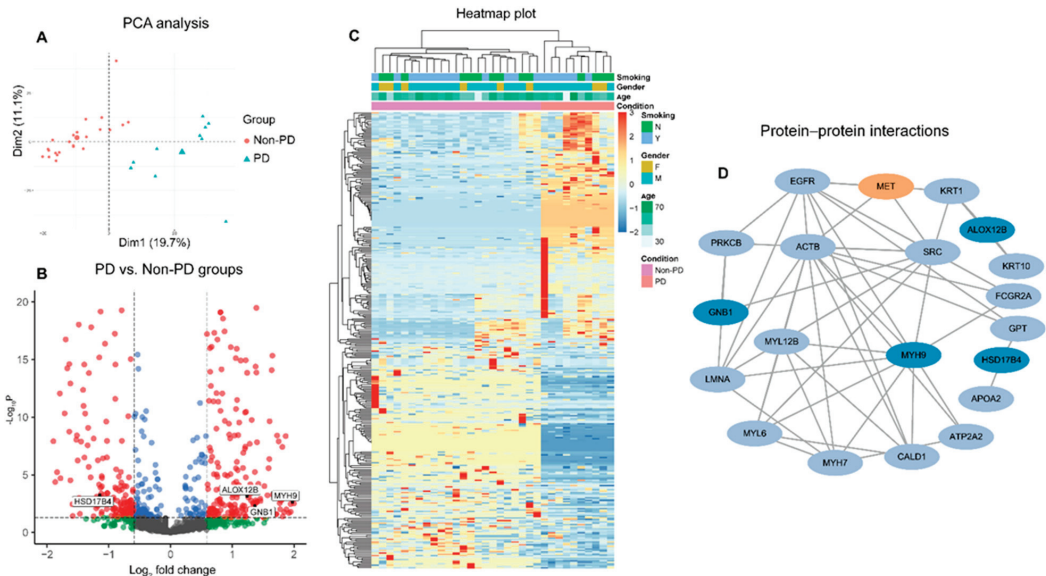 PCA analysis
A
Dim2 (11.1%)
Dim1 (19.7%)
Group
Non-PD
PD
B
PD vs. Non-PD groups
-Log₁₀P
20
15
10
5
0
HSD17B4
ALOX12B
MYH9
GNB1
−2
−1
0
1
2
Log₂ fold change
Heatmap plot
C
Smoking
Gender
Age
Condition
3
2
1
0
−1
−2
Smoking
N
Y
Gender
F
M
Age
70
30
Condition
Non-PD
PD
Protein–protein interactions
D
EGFR
MET
KRT1
ALOX12B
PRKCB
ACTB
SRC
KRT10
FCGR2A
GNB1
GPT
MYL12B
MYH9
HSD17B4
LMNA
APOA2
MYL6
ATP2A2
MYH7
CALD1